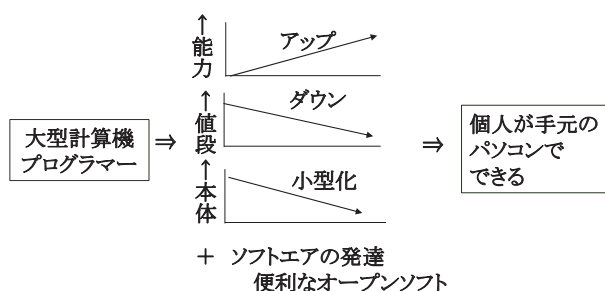 ↑能力
アップ
↑値段
ダウン
大型計算機
プログラマー
⇒
⇒
個人が手元の
パソコンで
できる
↑本体
小型化
＋ ソフトエアの発達
便利なオープンソフト